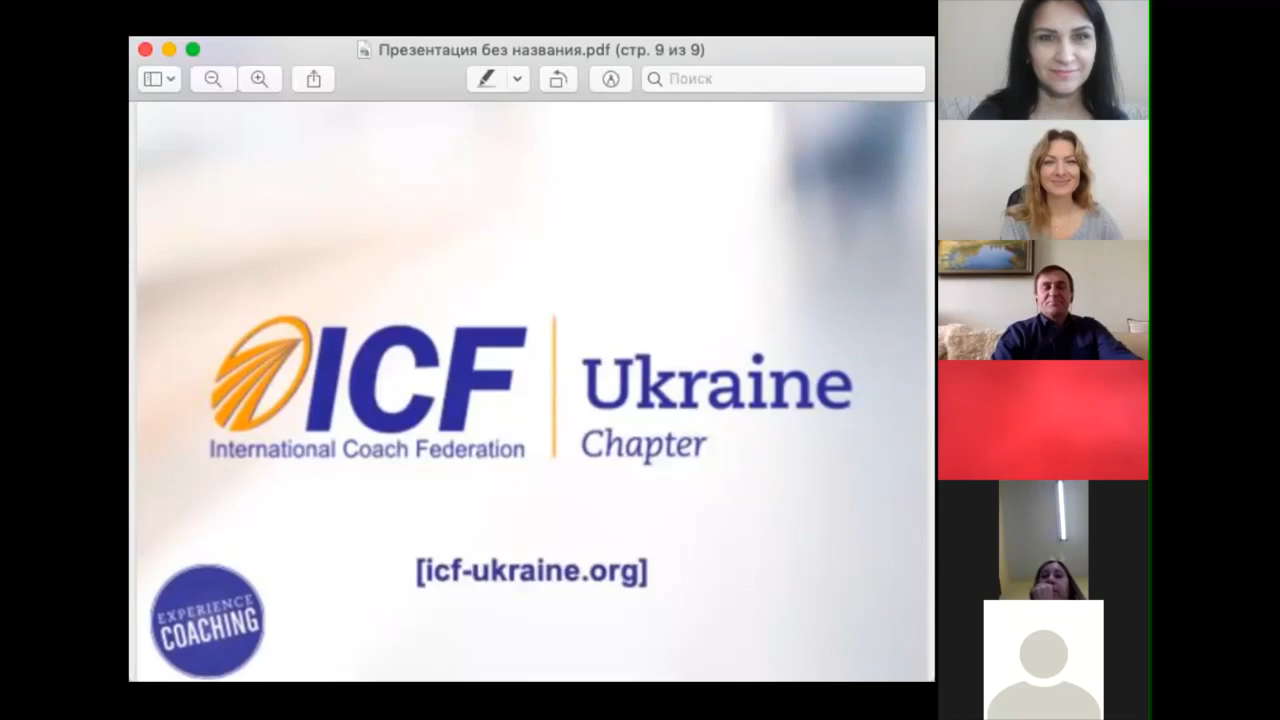 Презентация без названия.pdf (стр. 9 из 9)
Поиск
ICF
International Coach Federation
Ukraine
Chapter
[icf-ukraine.org]
EXPERIENCE
COACHING